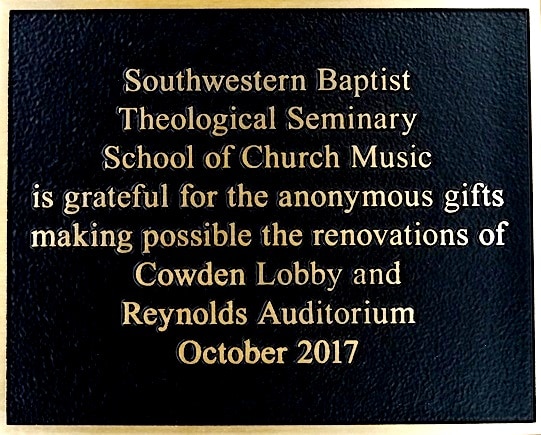 Southwestern Baptist
Theological Seminary
School of Church Music
is grateful for the anonymous gifts
making possible the renovations of
Cowden Lobby and
Reynolds Auditorium
October 2017